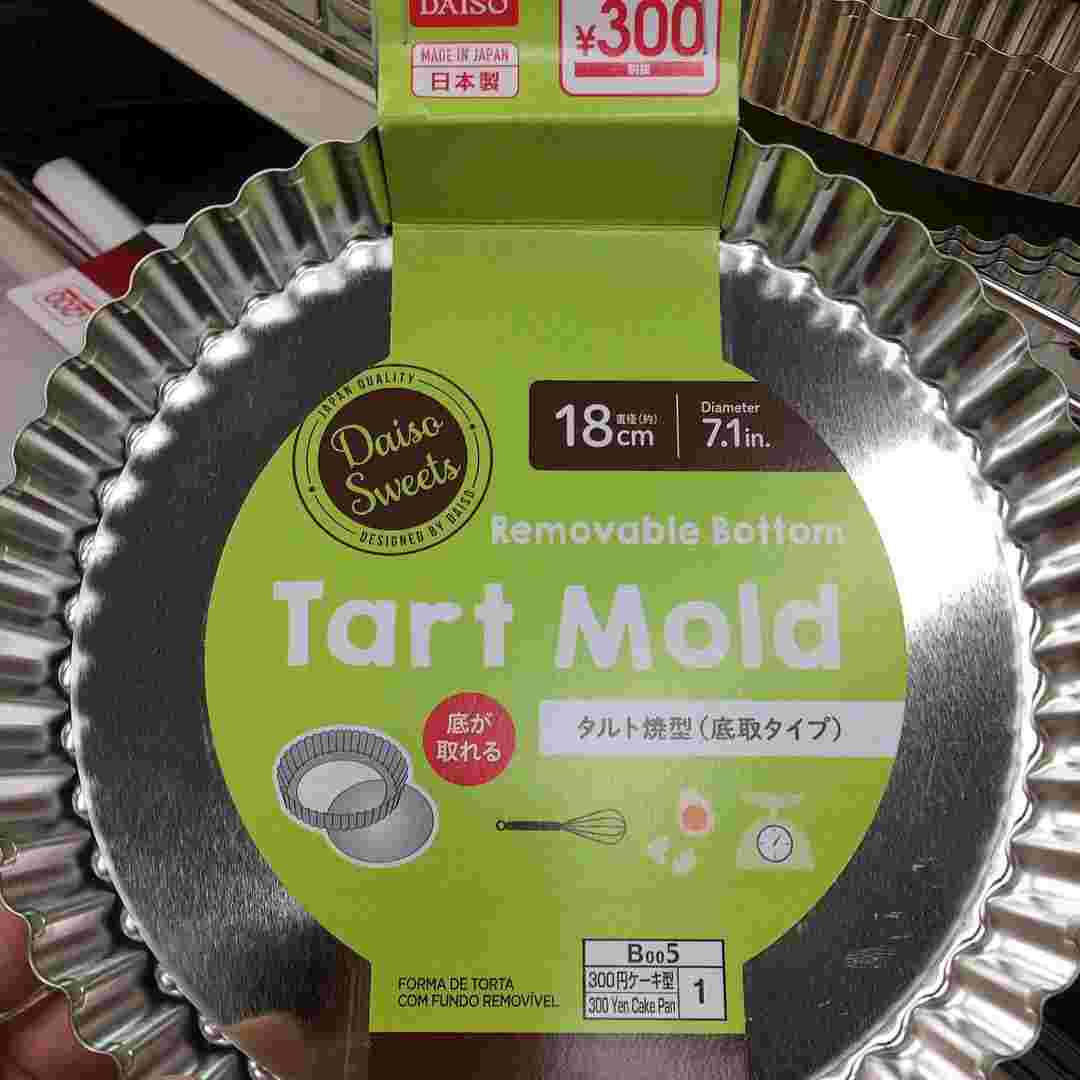 DAISO
MADE IN JAPAN
日本製
¥300
税抜
JAPAN QUALITY
Daiso
Sweets
DESIGNED BY DAISO
18cm 直径(約)
Diameter
7.1in.
Removable Bottom
Tart Mold
タルト焼型(底取タイプ)
底が
取れる
FORMA DE TORTA
COM FUNDO REMOVÍVEL
B005
300円ケーキ型
300 Yen Cake Pan
1